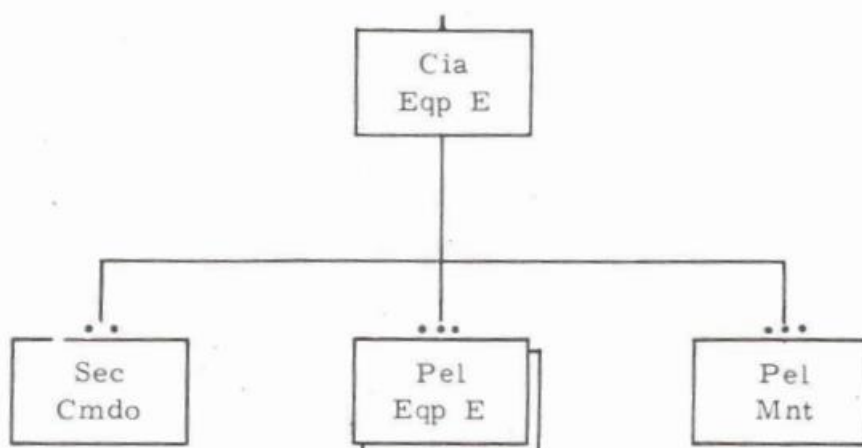 Cia
Eqp E
Sec
Cmdo
Pel
Eqp E
Pel
Mnt